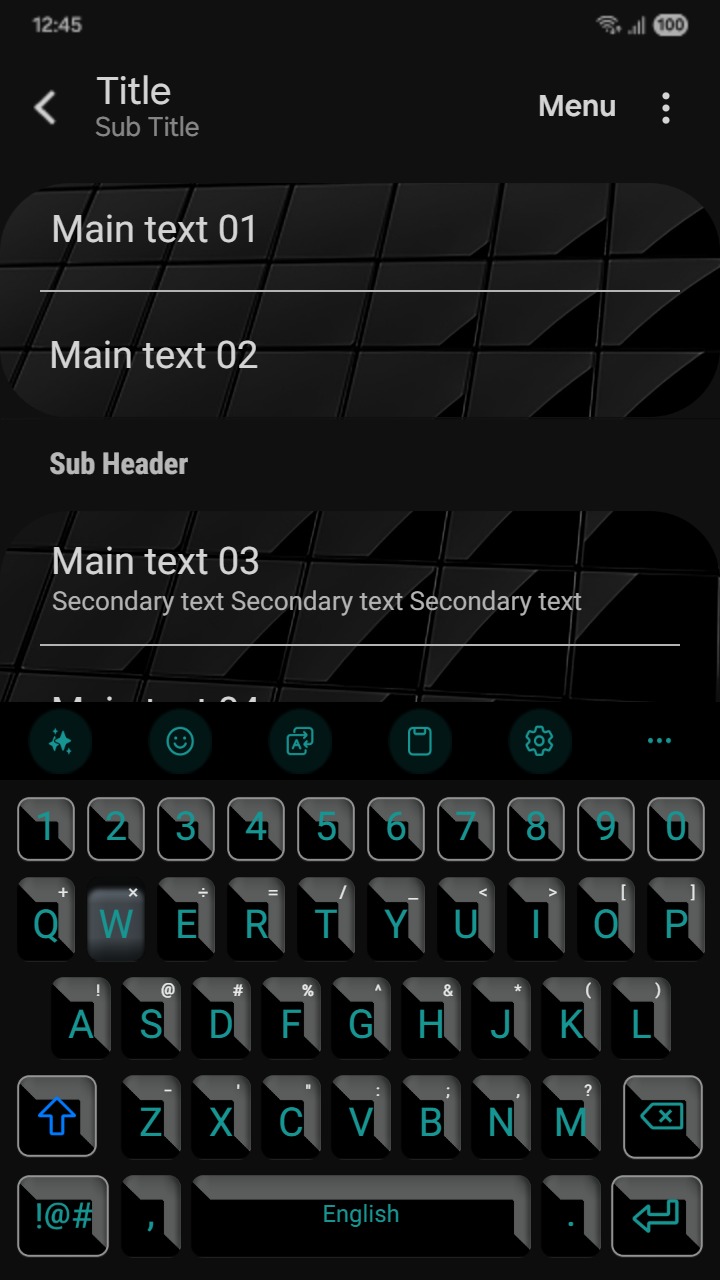 12:45 100
Title Menu
Sub Title
Main text 01
Main text 02
Sub Header
Main text 03
Secondary text Secondary text Secondary text
A
1 2 3 4 5 6 7 8 9 0
+ × ÷ = / _ < > [ ]
Q W E R T Y U I O P
! @ # % ^ & * ( )
A S D F G H J K L
- ' " : ; , ?
Z X C V B N M
!@# , English .